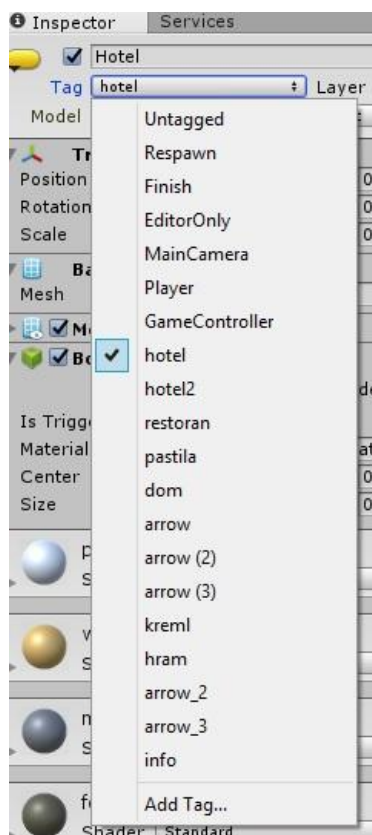 Inspector Services
Hotel
Tag hotel Layer
Model
Untagged
Respawn
Position
Finish
Rotation
EditorOnly
Scale
MainCamera
Player
Mesh
GameController
hotel
hotel2
Is
restoran
Material
pastila
Center
dom
Size
arrow
arrow (2)
arrow (3)
kreml
hram
arrow_2
arrow_3
info
Add Tag...
Shader Standard